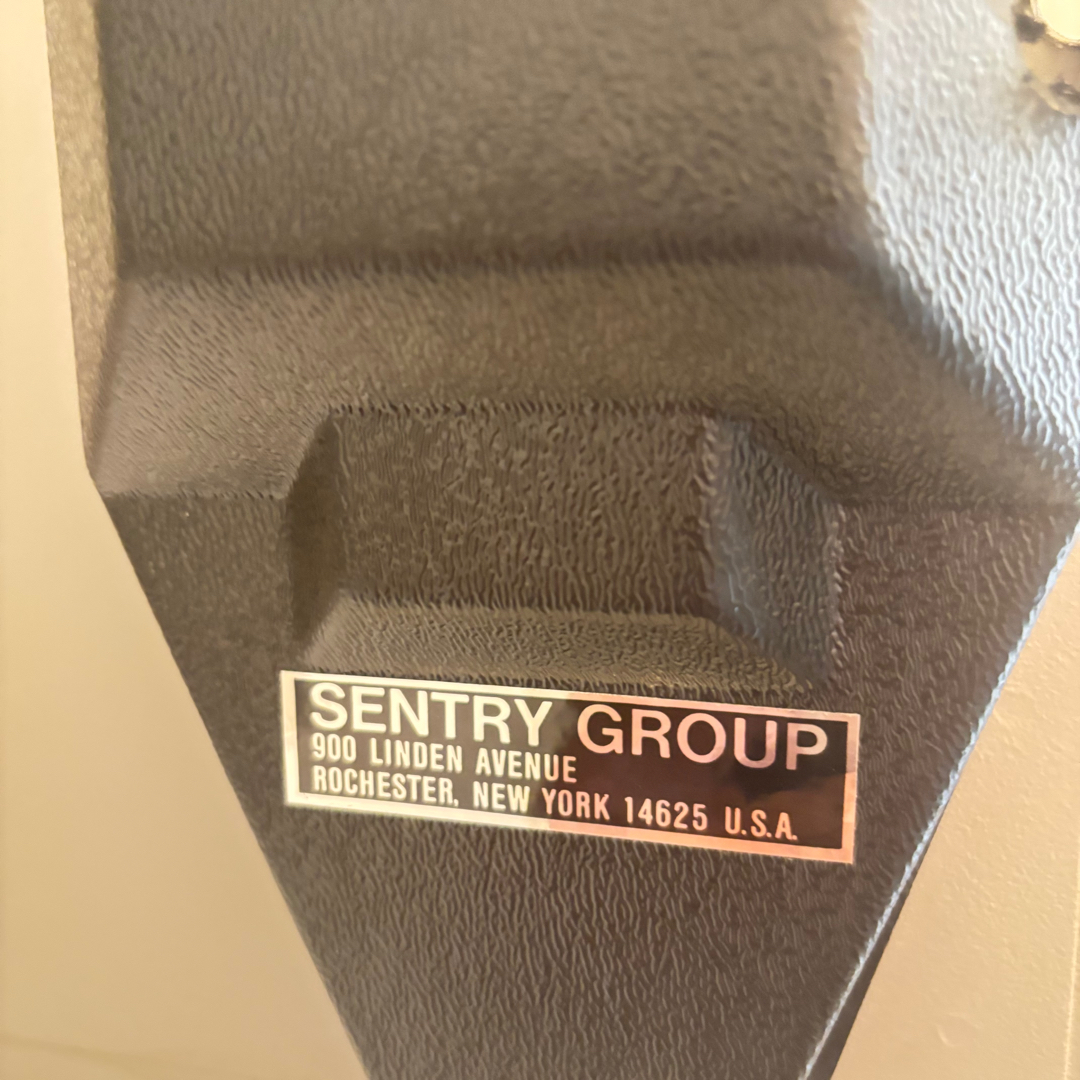 SENTRY GROUP
900 LINDEN AVENUE
ROCHESTER, NEW YORK 14625 U.S.A.